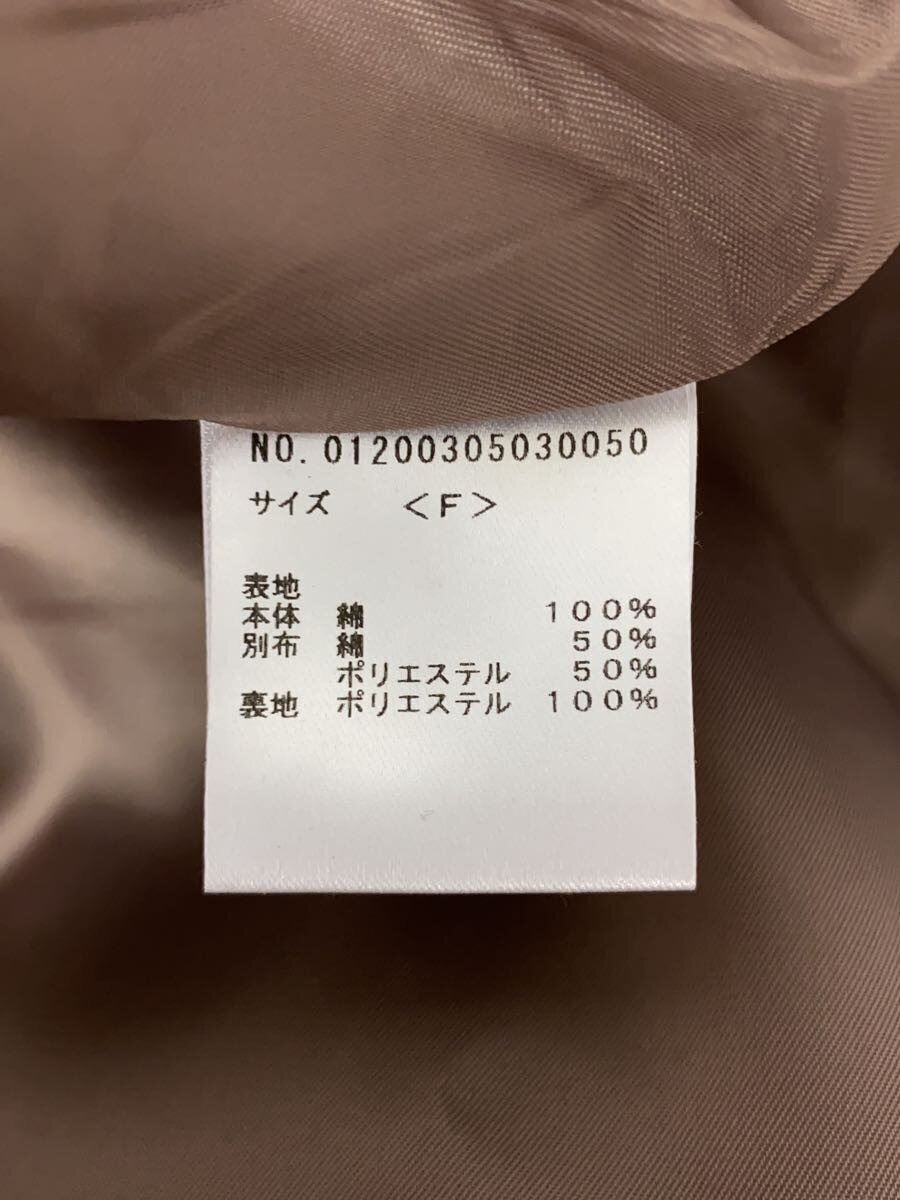 NO. 01200305030050
サイズ ＜F＞
表地
本体 綿 100%
別布 綿 50%
ポリエステル 50%
裏地 ポリエステル 100%